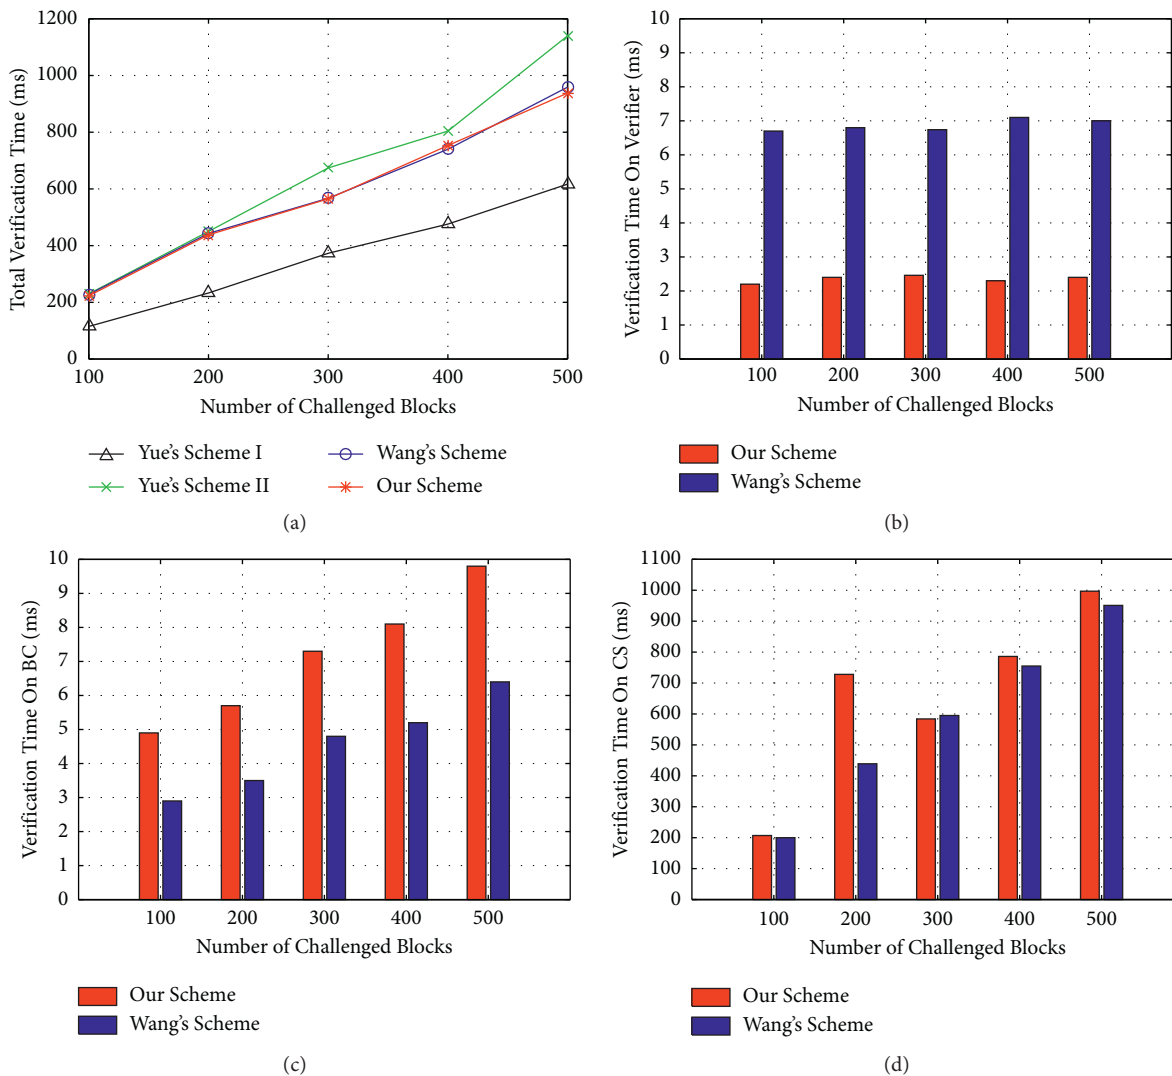 1200
1000
800
600
400
200
0
Total Verification Time (ms)
100 200 300 400 500
Number of Challenged Blocks
Yue's Scheme I
Yue's Scheme II
Wang's Scheme
Our Scheme
(a)
10
9
8
7
6
5
4
3
2
1
0
Verification Time On Verifier (ms)
100 200 300 400 500
Number of Challenged Blocks
Our Scheme
Wang's Scheme
(b)
10
9
8
7
6
5
4
3
2
1
0
Verification Time On BC (ms)
100 200 300 400 500
Number of Challenged Blocks
Our Scheme
Wang's Scheme
(c)
1100
1000
900
800
700
600
500
400
300
200
100
0
Verification Time On CS (ms)
100 200 300 400 500
Number of Challenged Blocks
Our Scheme
Wang's Scheme
(d)